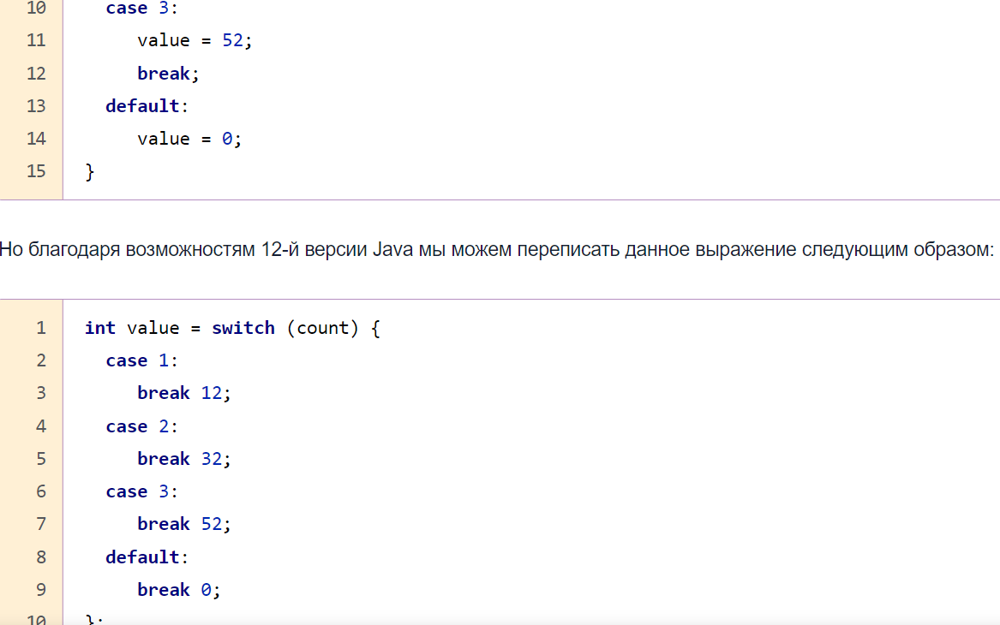 10 case 3:
11 value = 52;
12 break;
13 default:
14 value = 0;
15 }
Но благодаря возможностям 12-й версии Java мы можем переписать данное выражение следующим образом:
1 int value = switch (count) {
2 case 1:
3 break 12;
4 case 2:
5 break 32;
6 case 3:
7 break 52;
8 default:
9 break 0;
10 };